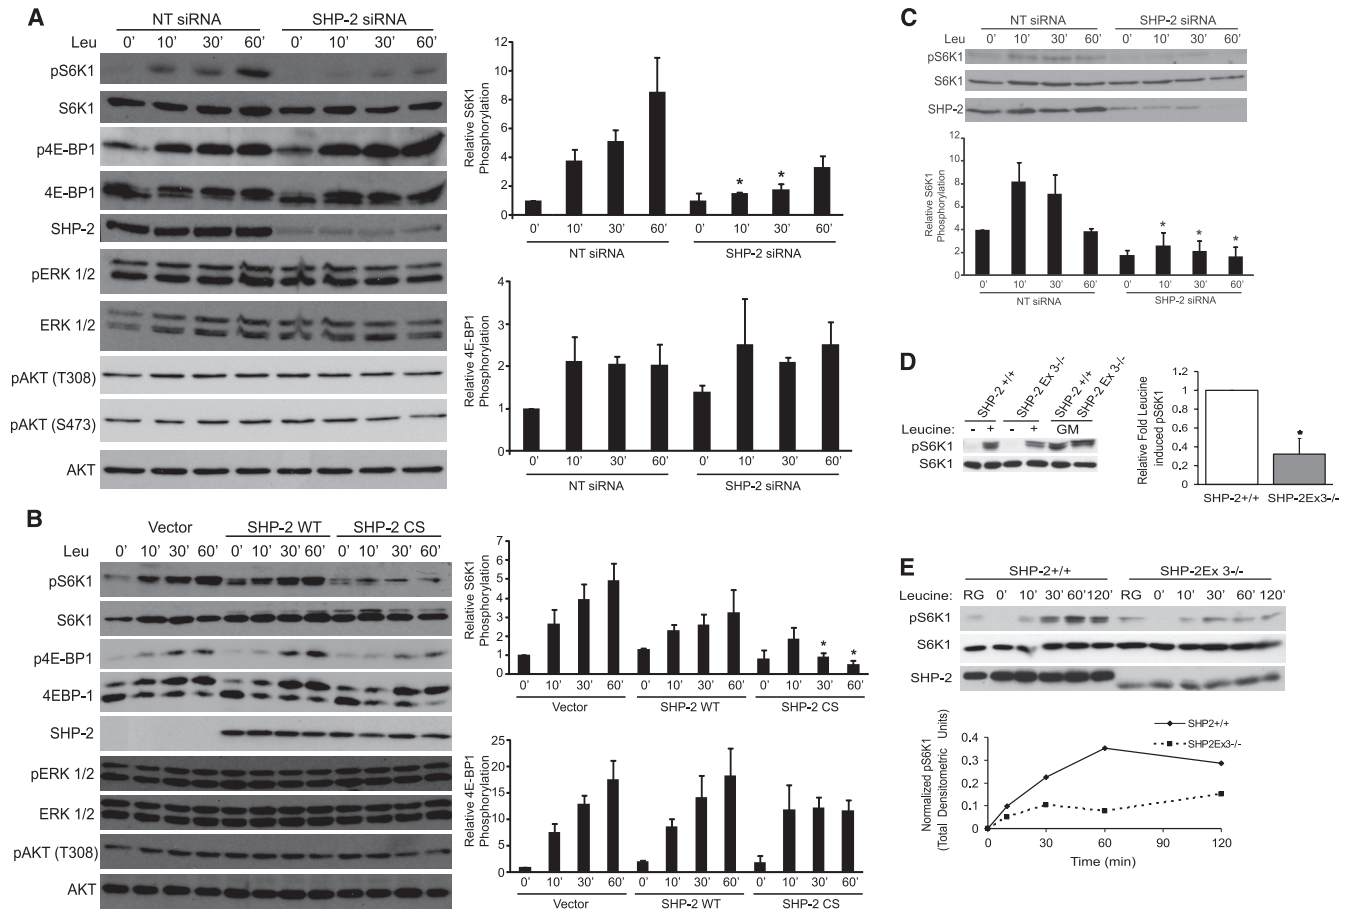 A
NT siRNA SHP-2 siRNA
Leu 0' 10' 30' 60' 0' 10' 30' 60'
pS6K1
S6K1
p4E-BP1
4E-BP1
SHP-2
pERK 1/2
ERK 1/2
pAKT (T308)
pAKT (S473)
AKT
Relative S6K1
Phosphorylation
12
10
8
6
4
2
0
* *
0' 10' 30' 60' 0' 10' 30' 60'
NT siRNA SHP-2 siRNA
Relative 4E-BP1
Phosphorylation
4
3
2
1
0
0' 10' 30' 60' 0' 10' 30' 60'
NT siRNA SHP-2 siRNA
B
Vector SHP-2 WT SHP-2 CS
Leu 0' 10' 30' 60' 0' 10' 30' 60' 0' 10' 30' 60'
pS6K1
S6K1
p4E-BP1
4EBP-1
SHP-2
pERK 1/2
ERK 1/2
pAKT (T308)
AKT
Relative S6K1
Phosphorylation
7
6
5
4
3
2
1
0
* *
0' 10' 30' 60' 0' 10' 30' 60' 0' 10' 30' 60'
Vector SHP-2 WT SHP-2 CS
Relative 4E-BP1
Phosphorylation
25
20
15
10
5
0
0' 10' 30' 60' 0' 10' 30' 60' 0' 10' 30' 60'
Vector SHP-2 WT SHP-2 CS
C
NT siRNA SHP-2 siRNA
Leu 0' 10' 30' 60' 0' 10' 30' 60'
pS6K1
S6K1
SHP-2
Relative S6K1
Phosphorylation
12
10
8
6
4
2
0
* * *
0' 10' 30' 60' 0' 10' 30' 60'
NT siRNA SHP-2 siRNA
D
SHP-2 +/+ SHP-2 Ex 3-/- SHP-2 +/+ SHP-2 Ex 3-/-
Leucine: - + - + GM
pS6K1
S6K1
Relative Fold Leucine
induced pS6K1
1.2
1
0.8
0.6
0.4
0.2
0
*
SHP-2+/+ SHP-2Ex3-/-
E
SHP-2+/+ SHP-2Ex 3-/-
Leucine: RG 0' 10' 30' 60' 120' RG 0' 10' 30' 60' 120'
pS6K1
S6K1
SHP-2
Normalized pS6K1
(Total Densitometric Units)
SHP2+/+
SHP2Ex3-/-
0.4
0.3
0.2
0.1
0
0 30 60 90 120
Time (min)